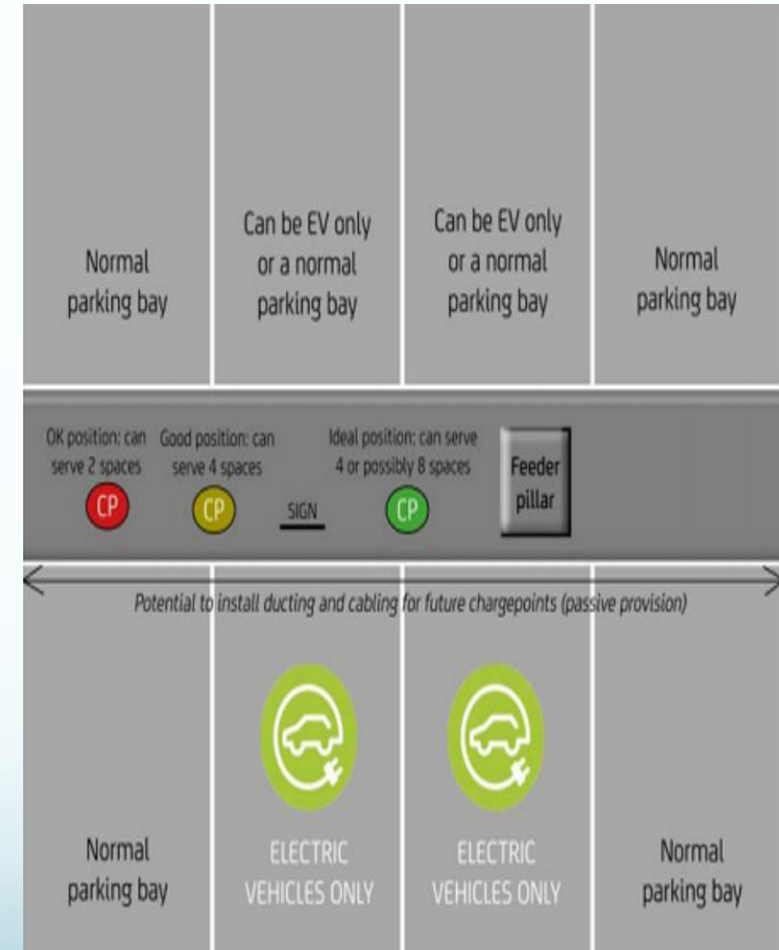 Normal
parking bay
Can be EV only
or a normal
parking bay
Can be EV only
or a normal
parking bay
Normal
parking bay
OK position: can
serve 2 spaces
CP
Good position: can
serve 4 spaces
CP
SIGN
Ideal position: can serve
4 or possibly 8 spaces
CP
Feeder
pillar
Potential to install ducting and cabling for future chargepoints (passive provision)
Normal
parking bay
ELECTRIC
VEHICLES ONLY
ELECTRIC
VEHICLES ONLY
Normal
parking bay